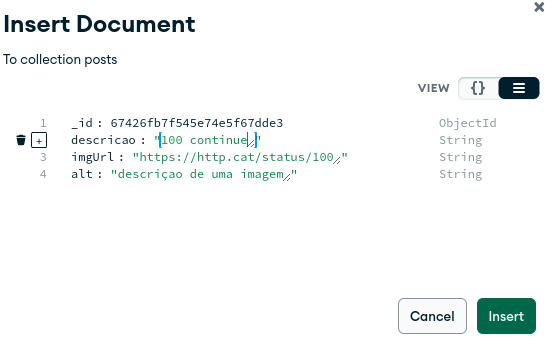 Insert Document
To collection posts
VIEW {}
1 _id : 67426fb7f545e74e5f67dde3 ObjectId
+ descricao : "100 continue" String
3 imgUrl : "https://http.cat/status/100" String
4 alt : "descriçao de uma imagem" String
Cancel Insert